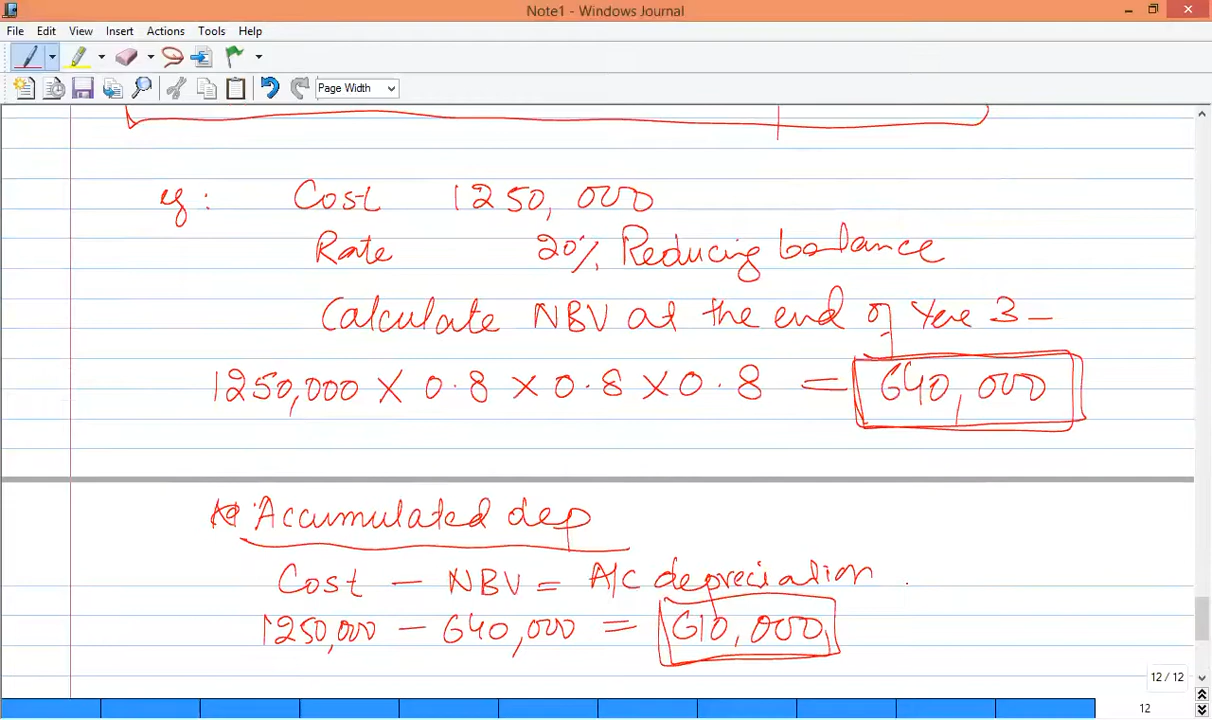 Note1 - Windows Journal
File Edit View Insert Actions Tools Help
Page Width
eg: Cost 1250,000
Rate 20% Reducing balance
Calculate NBV at the end of Year 3 -
1250,000 X 0.8 X 0.8 X 0.8 = 640,000
Accumulated dep
Cost - NBV = A/C depreciation
1250,000 - 640,000 = 610,000
12 / 12
12